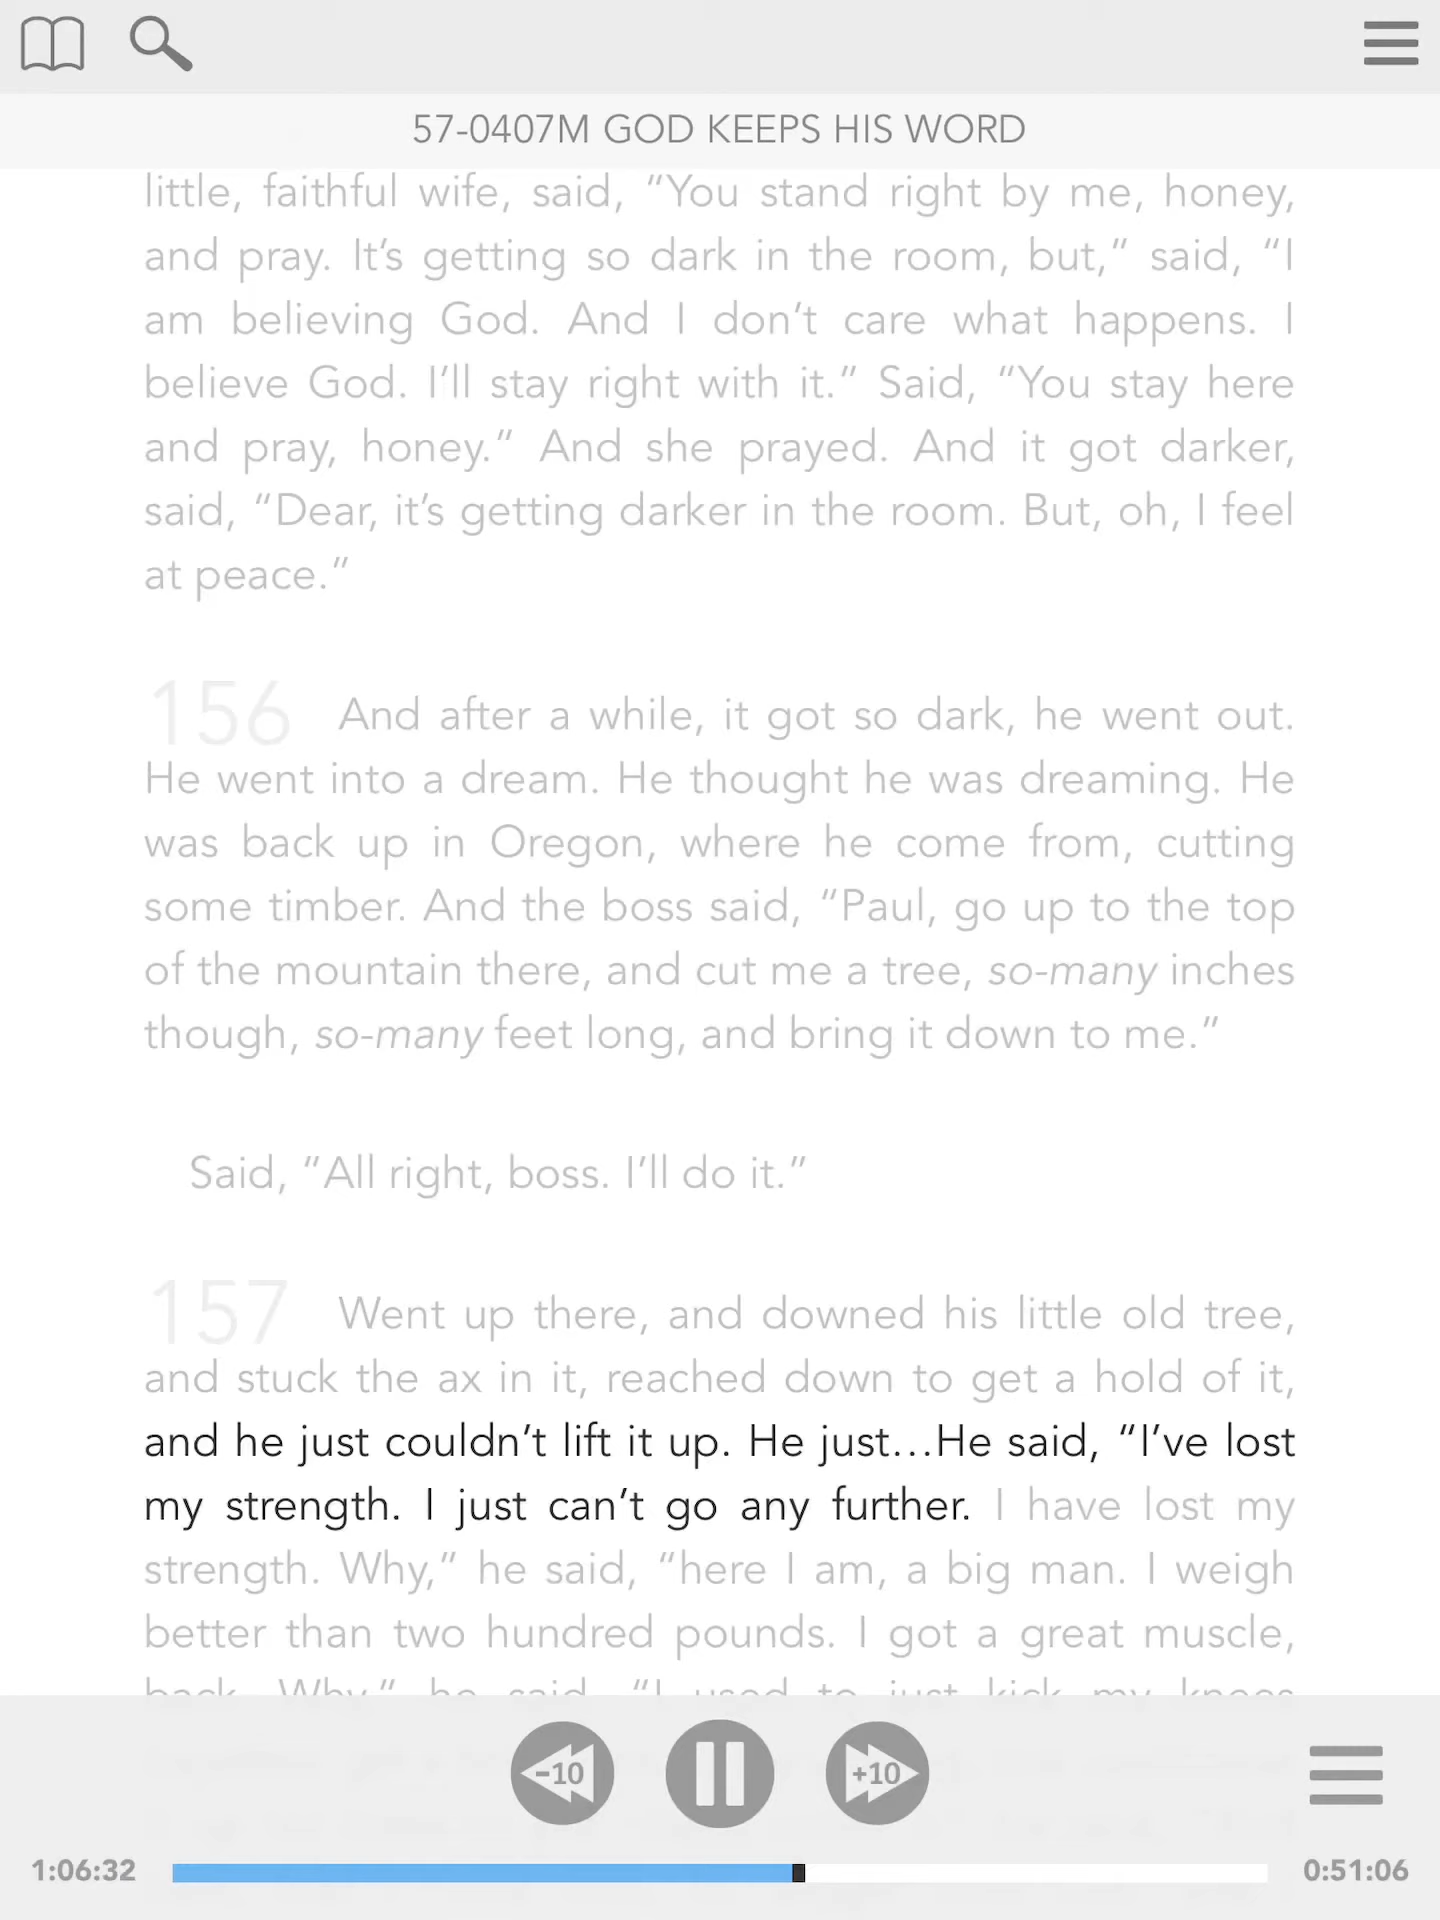 57-0407M GOD KEEPS HIS WORD
little, faithful wife, said, “You stand right by me, honey,
and pray. It’s getting so dark in the room, but,” said, “I
am believing God. And I don’t care what happens. I
believe God. I’ll stay right with it.” Said, “You stay here
and pray, honey.” And she prayed. And it got darker,
said, “Dear, it’s getting darker in the room. But, oh, I feel
at peace.”
156 And after a while, it got so dark, he went out.
He went into a dream. He thought he was dreaming. He
was back up in Oregon, where he come from, cutting
some timber. And the boss said, “Paul, go up to the top
of the mountain there, and cut me a tree, so-many inches
though, so-many feet long, and bring it down to me.”
Said, “All right, boss. I’ll do it.”
157 Went up there, and downed his little old tree,
and stuck the ax in it, reached down to get a hold of it,
and he just couldn’t lift it up. He just…He said, “I’ve lost
my strength. I just can’t go any further. I have lost my
strength. Why,” he said, “here I am, a big man. I weigh
better than two hundred pounds. I got a great muscle,
back. Why,” he said, “I used to just kick my knees
-10
+10
1:06:32
0:51:06